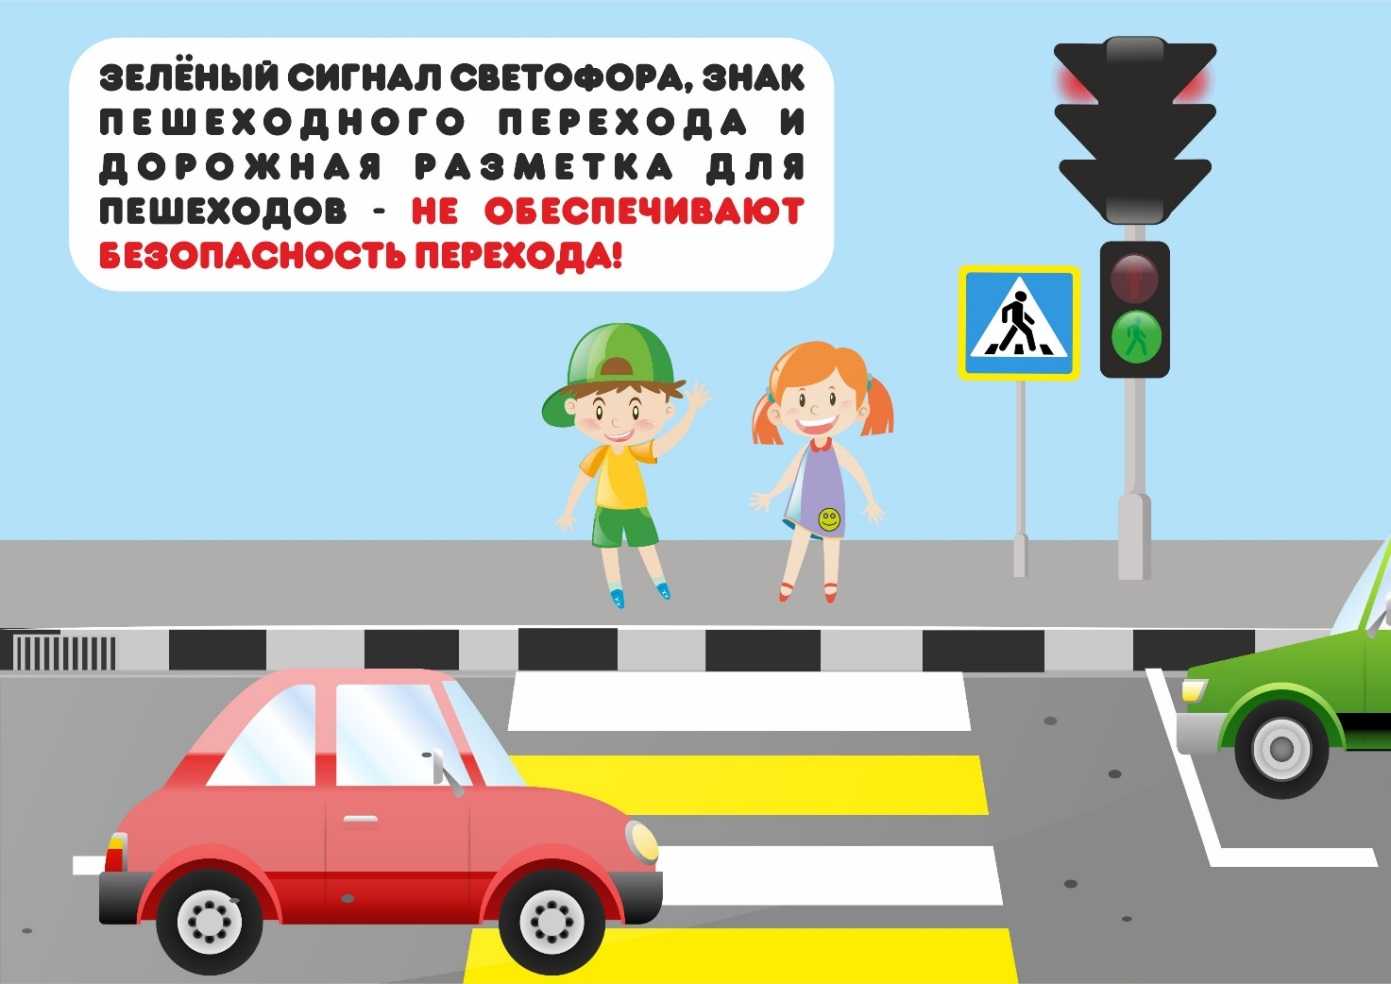 ЗЕЛЁНЫЙ СИГНАЛ СВЕТОФОРА, ЗНАК
ПЕШЕХОДНОГО ПЕРЕХОДА И
ДОРОЖНАЯ РАЗМЕТКА ДЛЯ
ПЕШЕХОДОВ - НЕ ОБЕСПЕЧИВАЮТ
БЕЗОПАСНОСТЬ ПЕРЕХОДА!